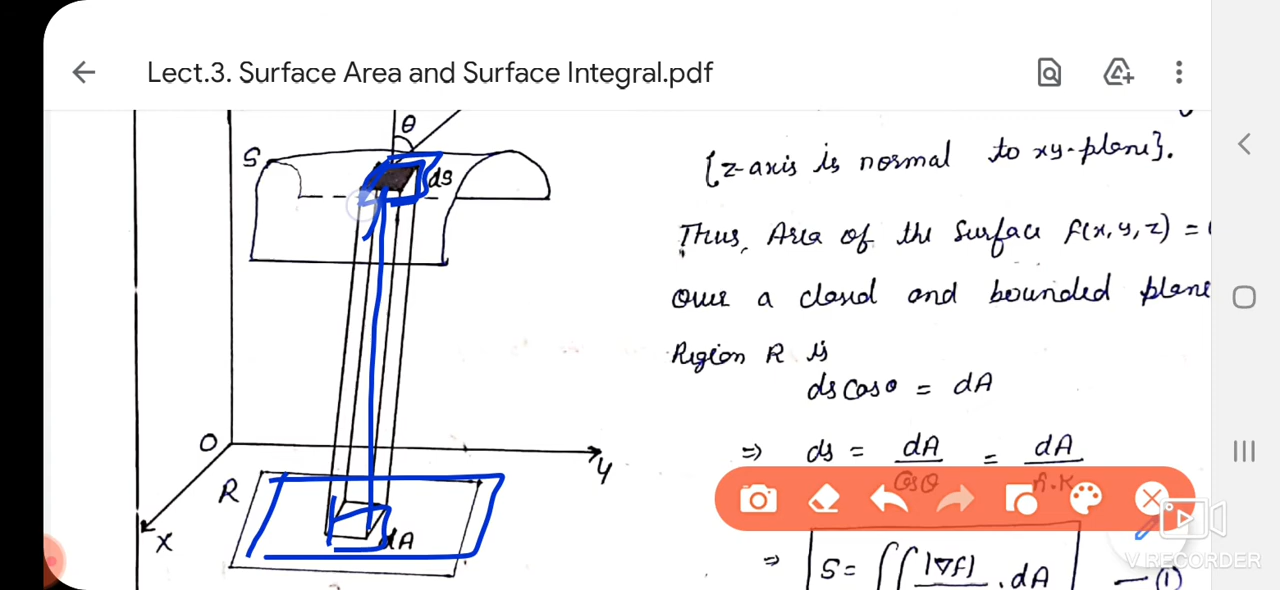 Lect.3. Surface Area and Surface Integral.pdf
θ
S
ds
O
y
R
dA
x
{z-axis is normal to xy-plane}.
Thus, Area of the Surface f(x, y, z) =
Over a closed and bounded plane
Region R is
ds Cosθ = dA
⇒ ds = dA / Cosθ = dA / n̂.K
⇒ S = ∬ |∇f| . dA — (1)
V RECORDER